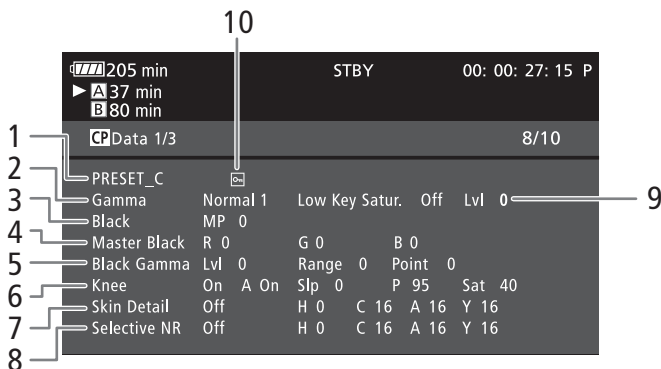 10
205 min STBY 00: 00: 27: 15 P
A 37 min
B 80 min
CP Data 1/3 8/10
1 PRESET_C
2 Gamma Normal 1 Low Key Satur. Off Lvl 0 9
3 Black MP 0
4 Master Black R 0 G 0 B 0
5 Black Gamma Lvl 0 Range 0 Point 0
6 Knee On A On Slp 0 P 95 Sat 40
7 Skin Detail Off H 0 C 16 A 16 Y 16
8 Selective NR Off H 0 C 16 A 16 Y 16